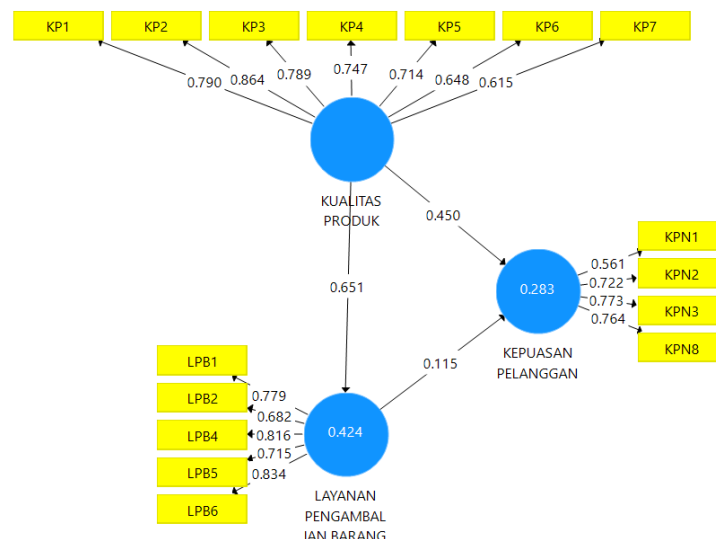 KP1 KP2 KP3 KP4 KP5 KP6 KP7
0.790 0.864 0.789 0.747 0.714 0.648 0.615
KUALITAS
PRODUK
0.450
0.651
0.283
KEPUASAN
PELANGGAN
KPN1
0.561
KPN2
0.722
KPN3
0.773
KPN8
0.764
0.115
LPB1
0.779
LPB2
0.682
LPB4
0.816
LPB5
0.715
LPB6
0.834
0.424
LAYANAN
PENGAMBAL
IAN BARANG